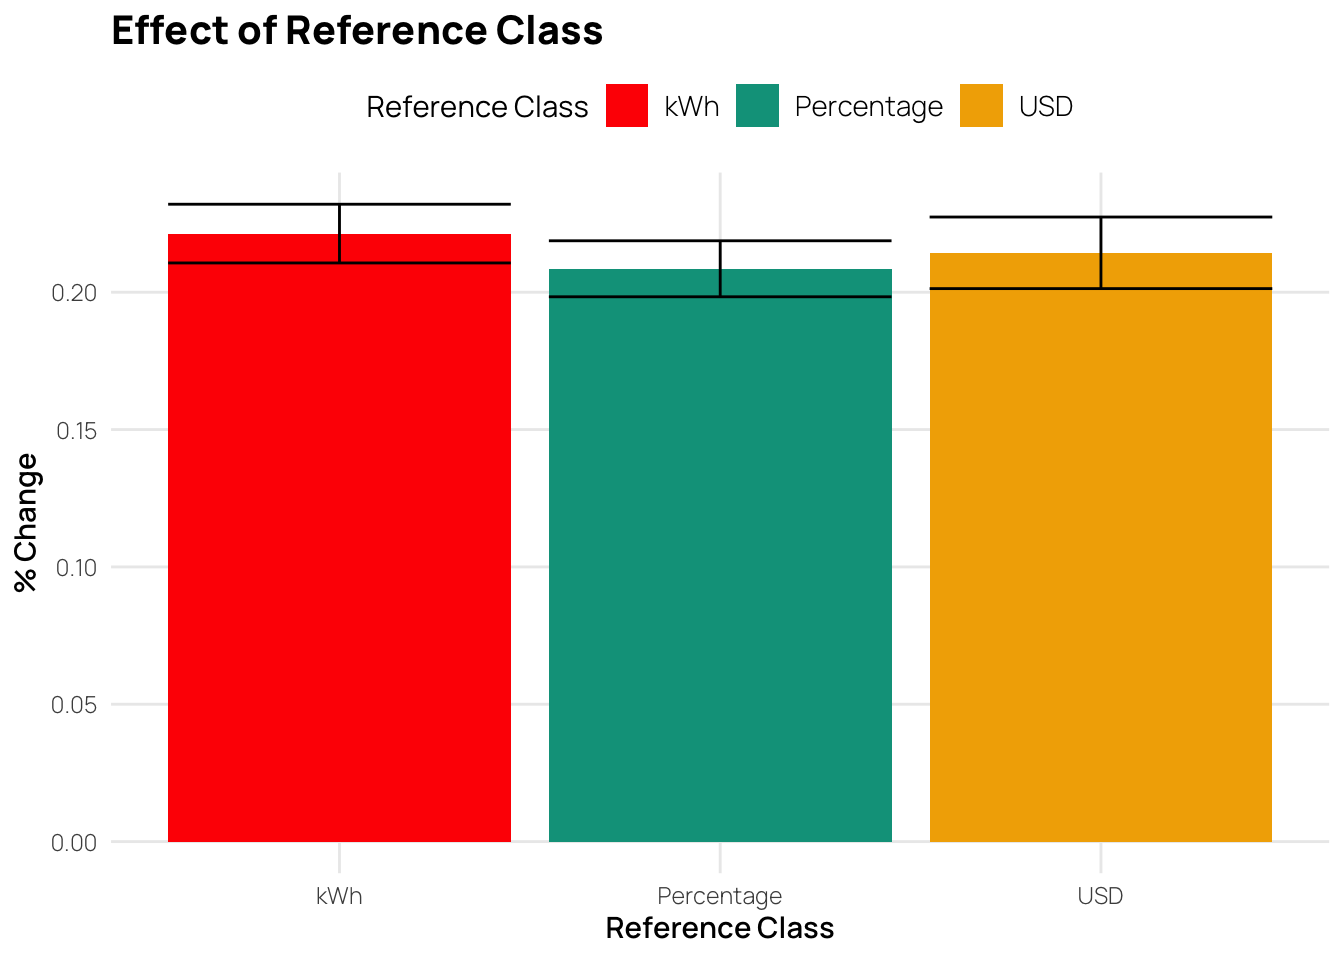 Effect of Reference Class
Reference Class kWh Percentage USD
0.20
0.15
0.10
0.05
0.00
% Change
kWh Percentage USD
Reference Class